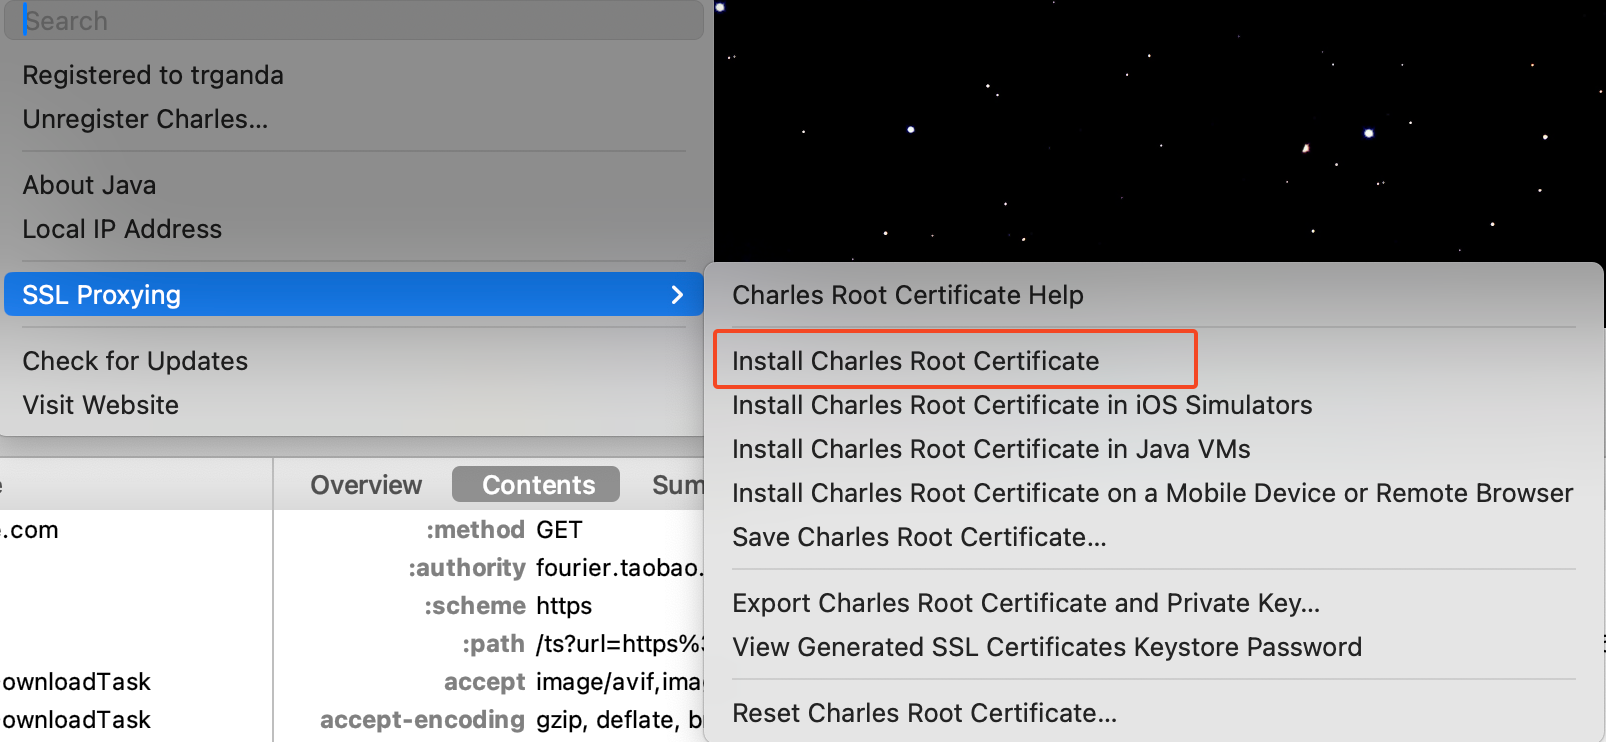 Search
Registered to trganda
Unregister Charles...
About Java
Local IP Address
SSL Proxying
Check for Updates
Visit Website
Charles Root Certificate Help
Install Charles Root Certificate
Install Charles Root Certificate in iOS Simulators
Install Charles Root Certificate in Java VMs
Install Charles Root Certificate on a Mobile Device or Remote Browser
Save Charles Root Certificate...
Export Charles Root Certificate and Private Key...
View Generated SSL Certificates Keystore Password
Reset Charles Root Certificate...
.com
ownloadTask
ownloadTask
Overview Contents Sum
:method GET
:authority fourier.taobao.
:scheme https
:path /ts?url=https%
accept image/avif,ima
accept-encoding gzip, deflate, b